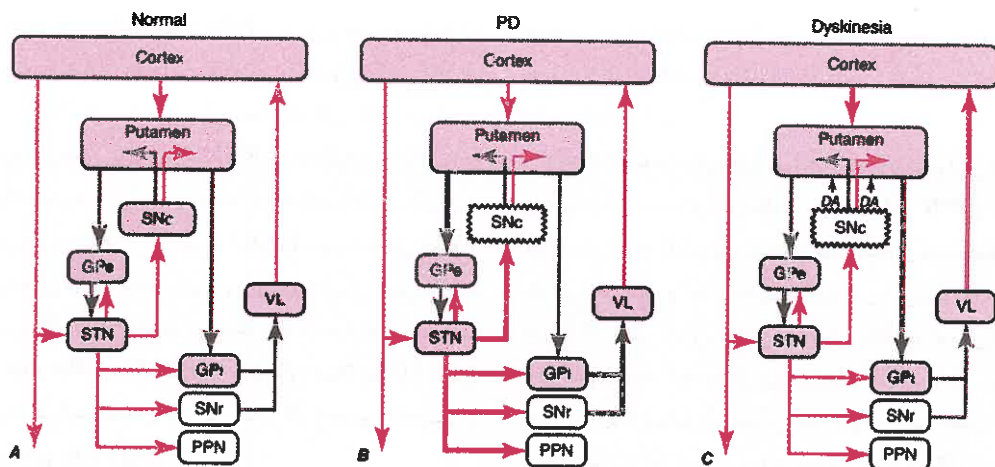 Normal
Cortex
Putamen
SNc
GPe
STN
VL
GPi
SNr
PPN
A
PD
Cortex
Putamen
SNc
GPe
STN
VL
GPi
SNr
PPN
B
Dyskinesia
Cortex
Putamen
DA DA
SNc
GPe
STN
VL
GPi
SNr
PPN
C